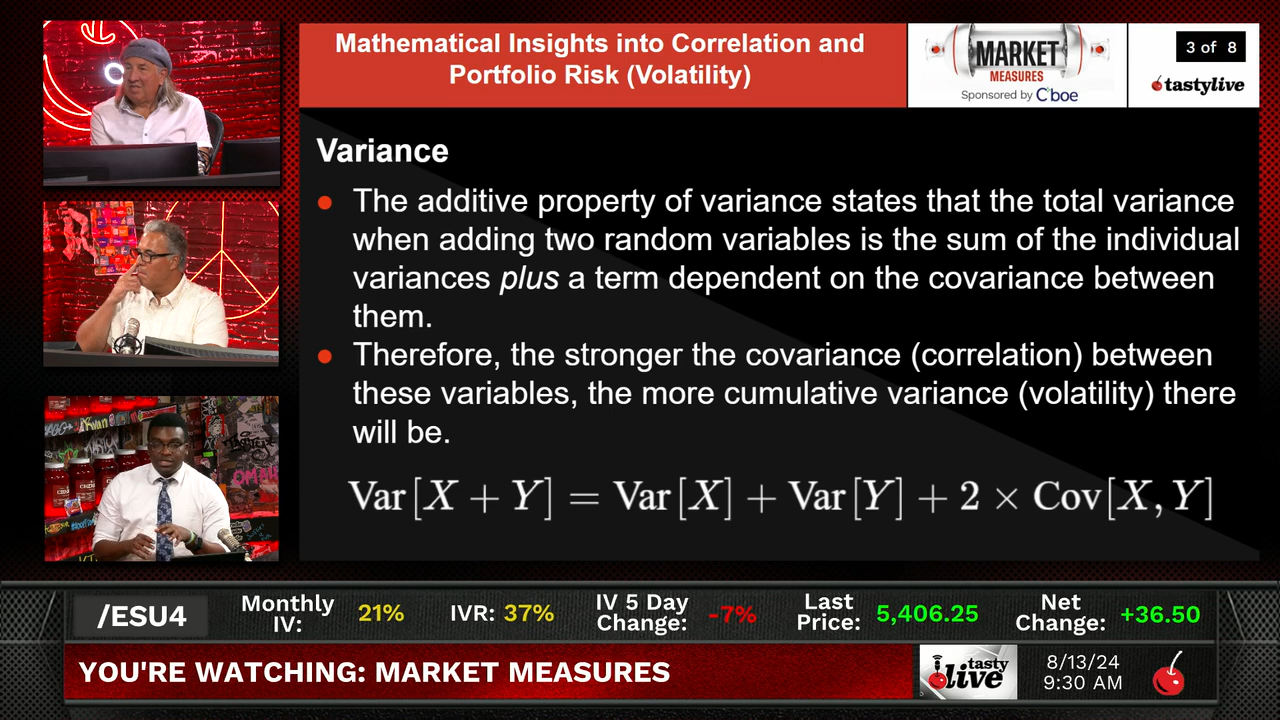 Mathematical Insights into Correlation and
Portfolio Risk (Volatility)
MARKET
MEASURES
Sponsored by Cboe
3 of 8
tastylive
Variance
● The additive property of variance states that the total variance
when adding two random variables is the sum of the individual
variances plus a term dependent on the covariance between
them.
● Therefore, the stronger the covariance (correlation) between
these variables, the more cumulative variance (volatility) there
will be.
Var[X + Y] = Var[X] + Var[Y] + 2 × Cov[X, Y]
/ESU4
Monthly
IV: 21%
IVR: 37%
IV 5 Day
Change: -7%
Last
Price: 5,406.25
Net
Change: +36.50
YOU'RE WATCHING: MARKET MEASURES
tasty
live
8/13/24
9:30 AM